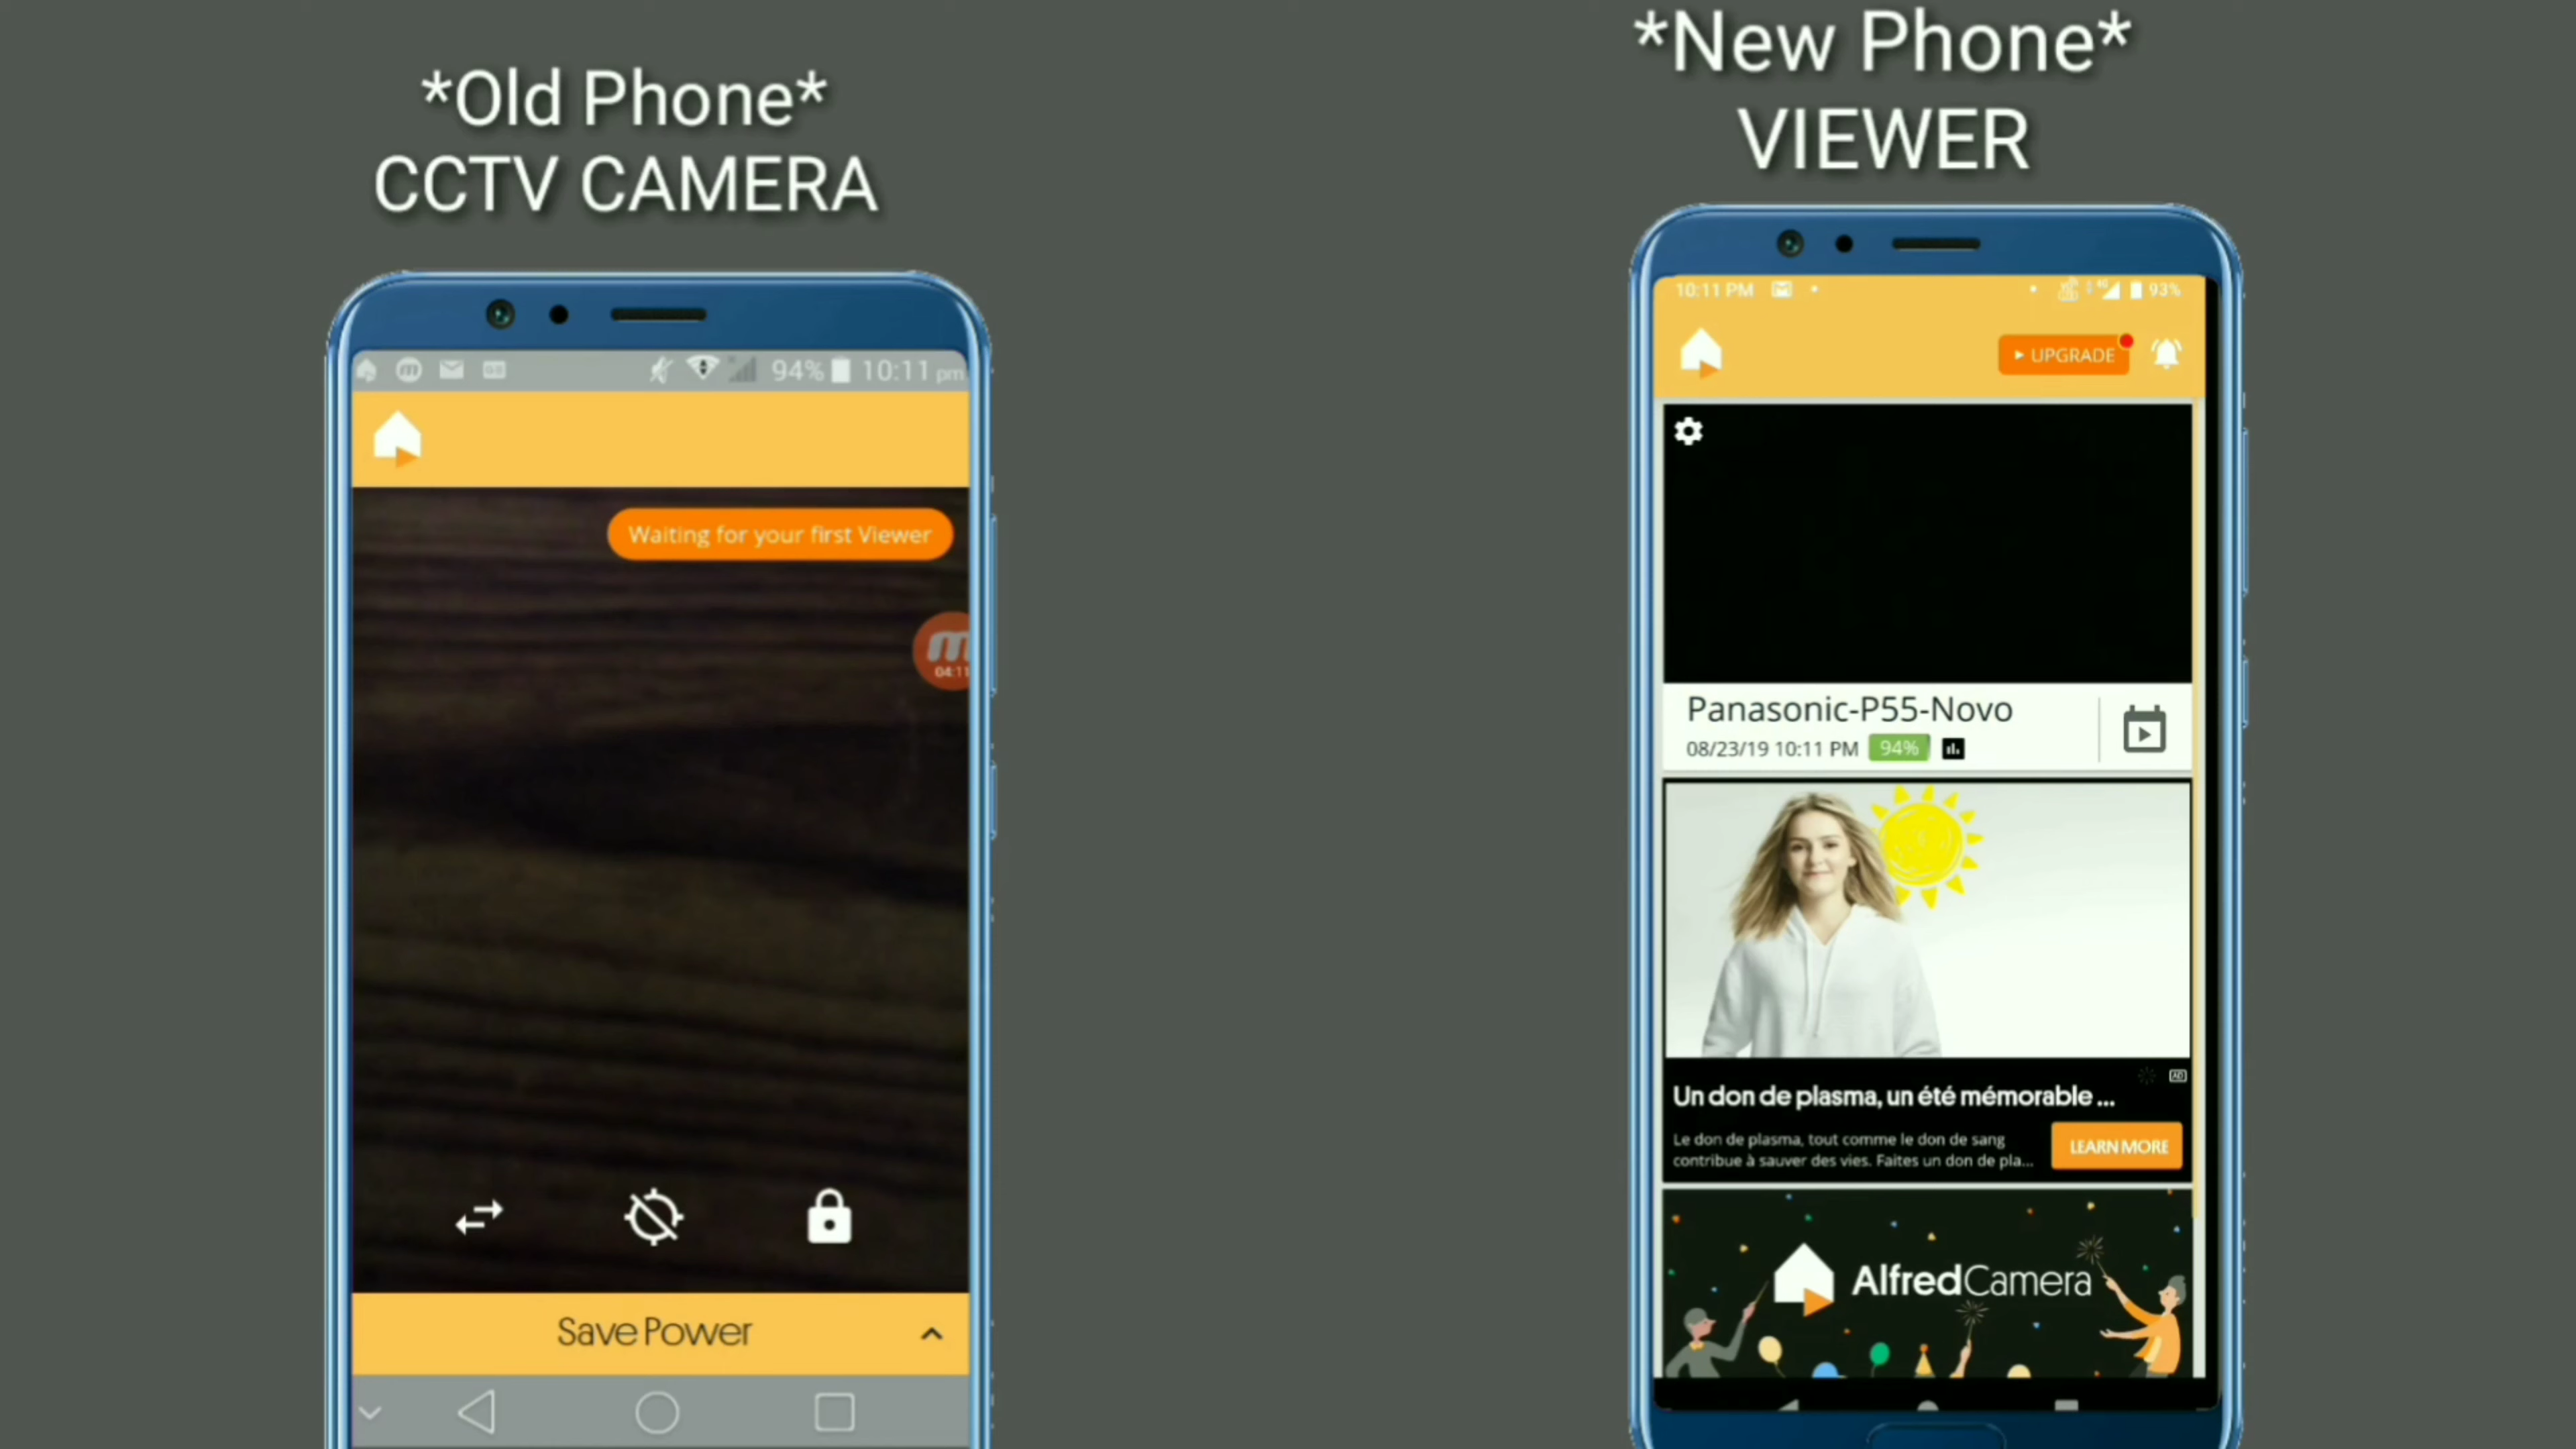 *Old Phone*
CCTV CAMERA
94% 10:11 pm
Waiting for your first Viewer
m
04:11
Save Power
*New Phone*
VIEWER
10:11 PM
93%
UPGRADE
Panasonic-P55-Novo
08/23/19 10:11 PM 94%
AD
Un don de plasma, un été mémorable ...
Le don de plasma, tout comme le don de sang
contribue à sauver des vies. Faites un don de pla...
LEARN MORE
AlfredCamera